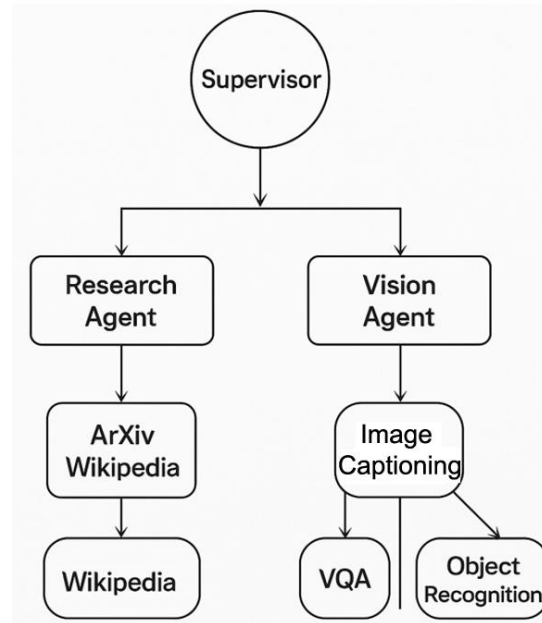 Supervisor
Research
Agent
Vision
Agent
ArXiv
Wikipedia
Image
Captioning
Wikipedia
VQA
Object
Recognition